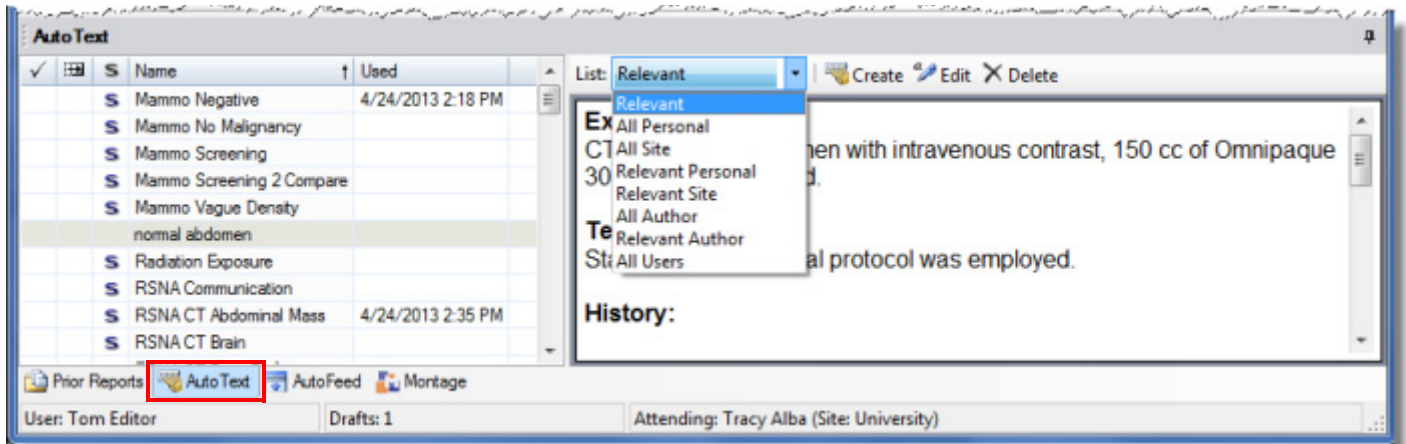 AutoText
S Name Used
S Mammo Negative 4/24/2013 2:18 PM
S Mammo No Malignancy
S Mammo Screening
S Mammo Screening 2 Compare
S Mammo Vague Density
normal abdomen
S Radiation Exposure
S RSNA Communication
S RSNA CT Abdominal Mass 4/24/2013 2:35 PM
S RSNA CT Brain
List: Relevant Create Edit Delete
Relevant
All Personal
All Site
Relevant Personal
Relevant Site
All Author
Relevant Author
All Users
Ex
CT en with intravenous contrast, 150 cc of Omnipaque
30 d.
Te
Sta al protocol was employed.
History:
Prior Reports AutoText AutoFeed Montage
User: Tom Editor Drafts: 1 Attending: Tracy Alba (Site: University)